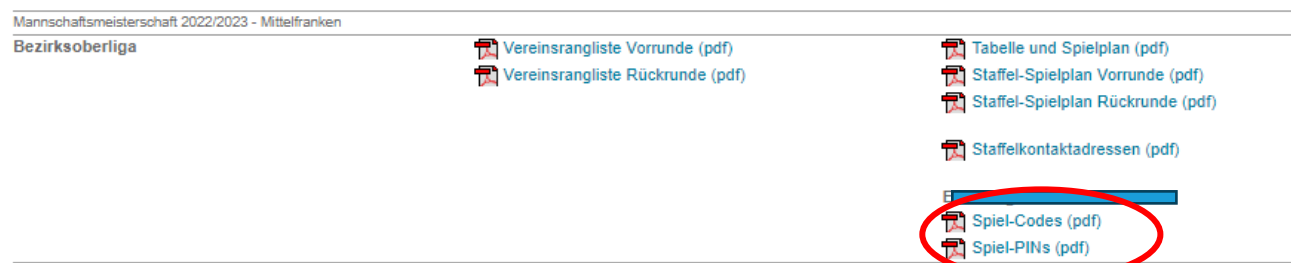 Mannschaftsmeisterschaft 2022/2023 - Mittelfranken
Bezirksoberliga
Vereinsrangliste Vorrunde (pdf)
Vereinsrangliste Rückrunde (pdf)
Tabelle und Spielplan (pdf)
Staffel-Spielplan Vorrunde (pdf)
Staffel-Spielplan Rückrunde (pdf)
Staffelkontaktadressen (pdf)
Spiel-Codes (pdf)
Spiel-PINs (pdf)